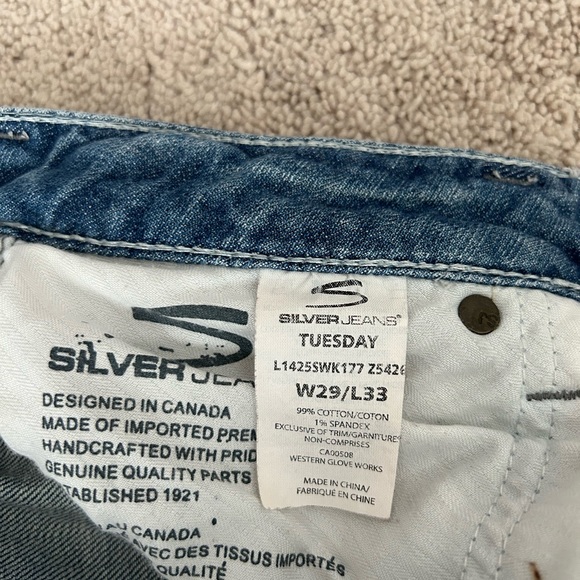 SILVER JEANS®
TUESDAY
L1425SWK177 Z5426
W29/L33
99% COTTON/COTON
1% SPANDEX
EXCLUSIVE OF TRIM/GARNITURE
NON-COMPRISES
CA00508
WESTERN GLOVE WORKS
MADE IN CHINA/
FABRIQUÉ EN CHINE
SILVER JEA
DESIGNED IN CANADA
MADE OF IMPORTED PREM
HANDCRAFTED WITH PRID
GENUINE QUALITY PARTS
ESTABLISHED 1921
AU CANADA
AVEC DES TISSUS IMPORTÉS